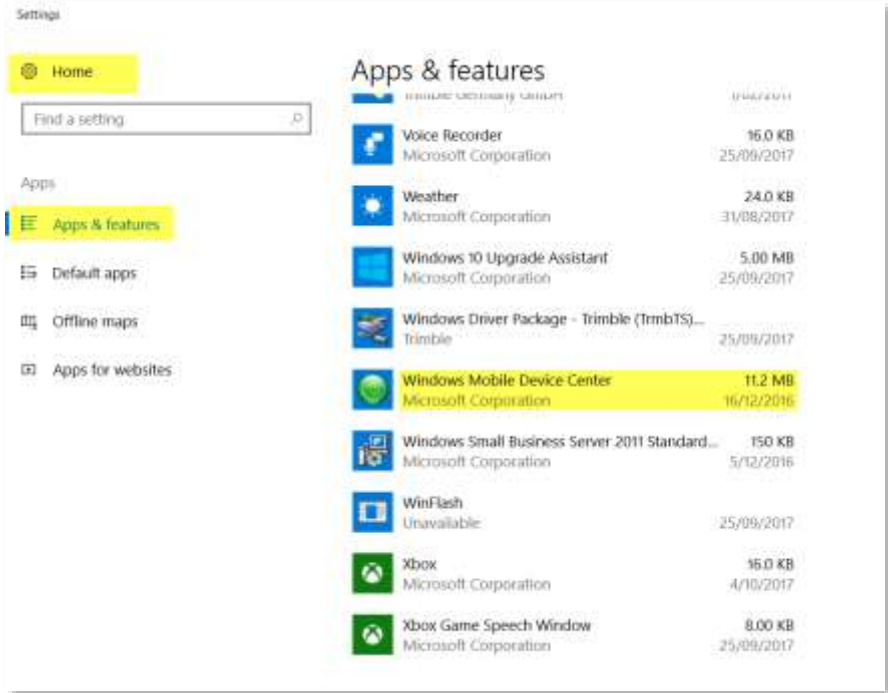 Settings
Home
Find a setting
Apps
Apps & features
Default apps
Offline maps
Apps for websites
Apps & features
Trimble Germany GmbH
Voice Recorder 16.0 KB
Microsoft Corporation 25/09/2017
Weather 24.0 KB
Microsoft Corporation 31/08/2017
Windows 10 Upgrade Assistant 5.00 MB
Microsoft Corporation 25/09/2017
Windows Driver Package - Trimble (TrmbTS)...
Trimble 25/09/2017
Windows Mobile Device Center 11.2 MB
Microsoft Corporation 16/12/2016
Windows Small Business Server 2011 Standard... 150 KB
Microsoft Corporation 5/12/2016
WinFlash
Unavailable 25/09/2017
Xbox 16.0 KB
Microsoft Corporation 4/10/2017
Xbox Game Speech Window 8.00 KB
Microsoft Corporation 25/09/2017